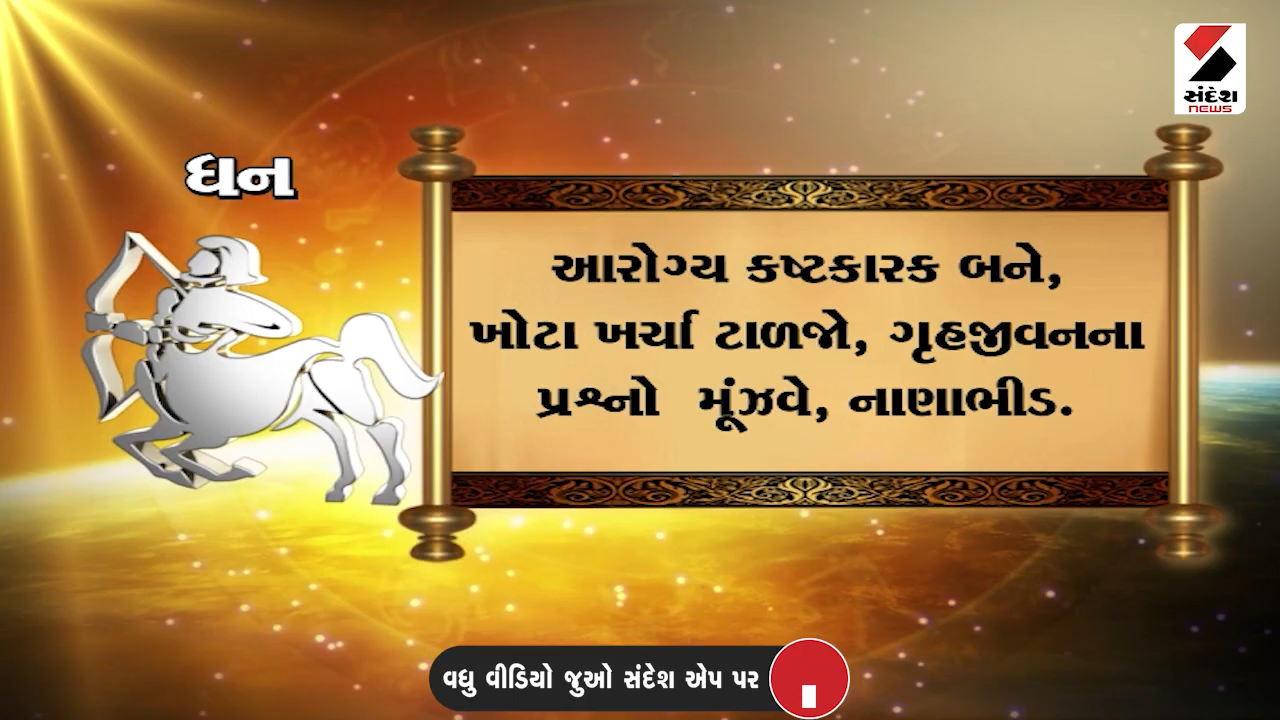 સંદેશ
NEWS
ધન
આરોગ્ય કષ્ટકારક બને,
ખોટા ખર્ચા ટાળજો, ગૃહજીવનના
પ્રશ્નો મૂંઝવે, નાણાભીડ.
વધુ વીડિયો જુઓ સંદેશ એપ પર